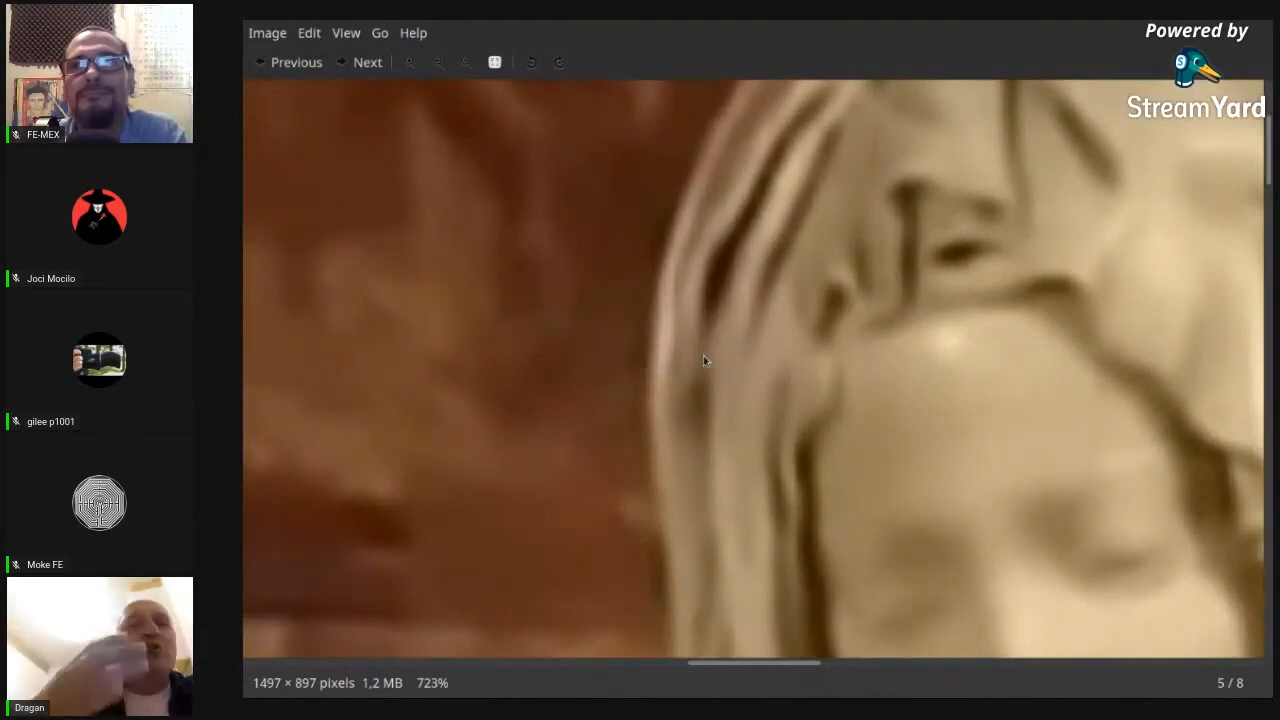 Image Edit View Go Help
Previous Next
Powered by
S
StreamYard
FE-MEX
Joci Mocilo
gilee p1001
Moke FE
Dragan
1497 × 897 pixels 1,2 MB 723%
5 / 8